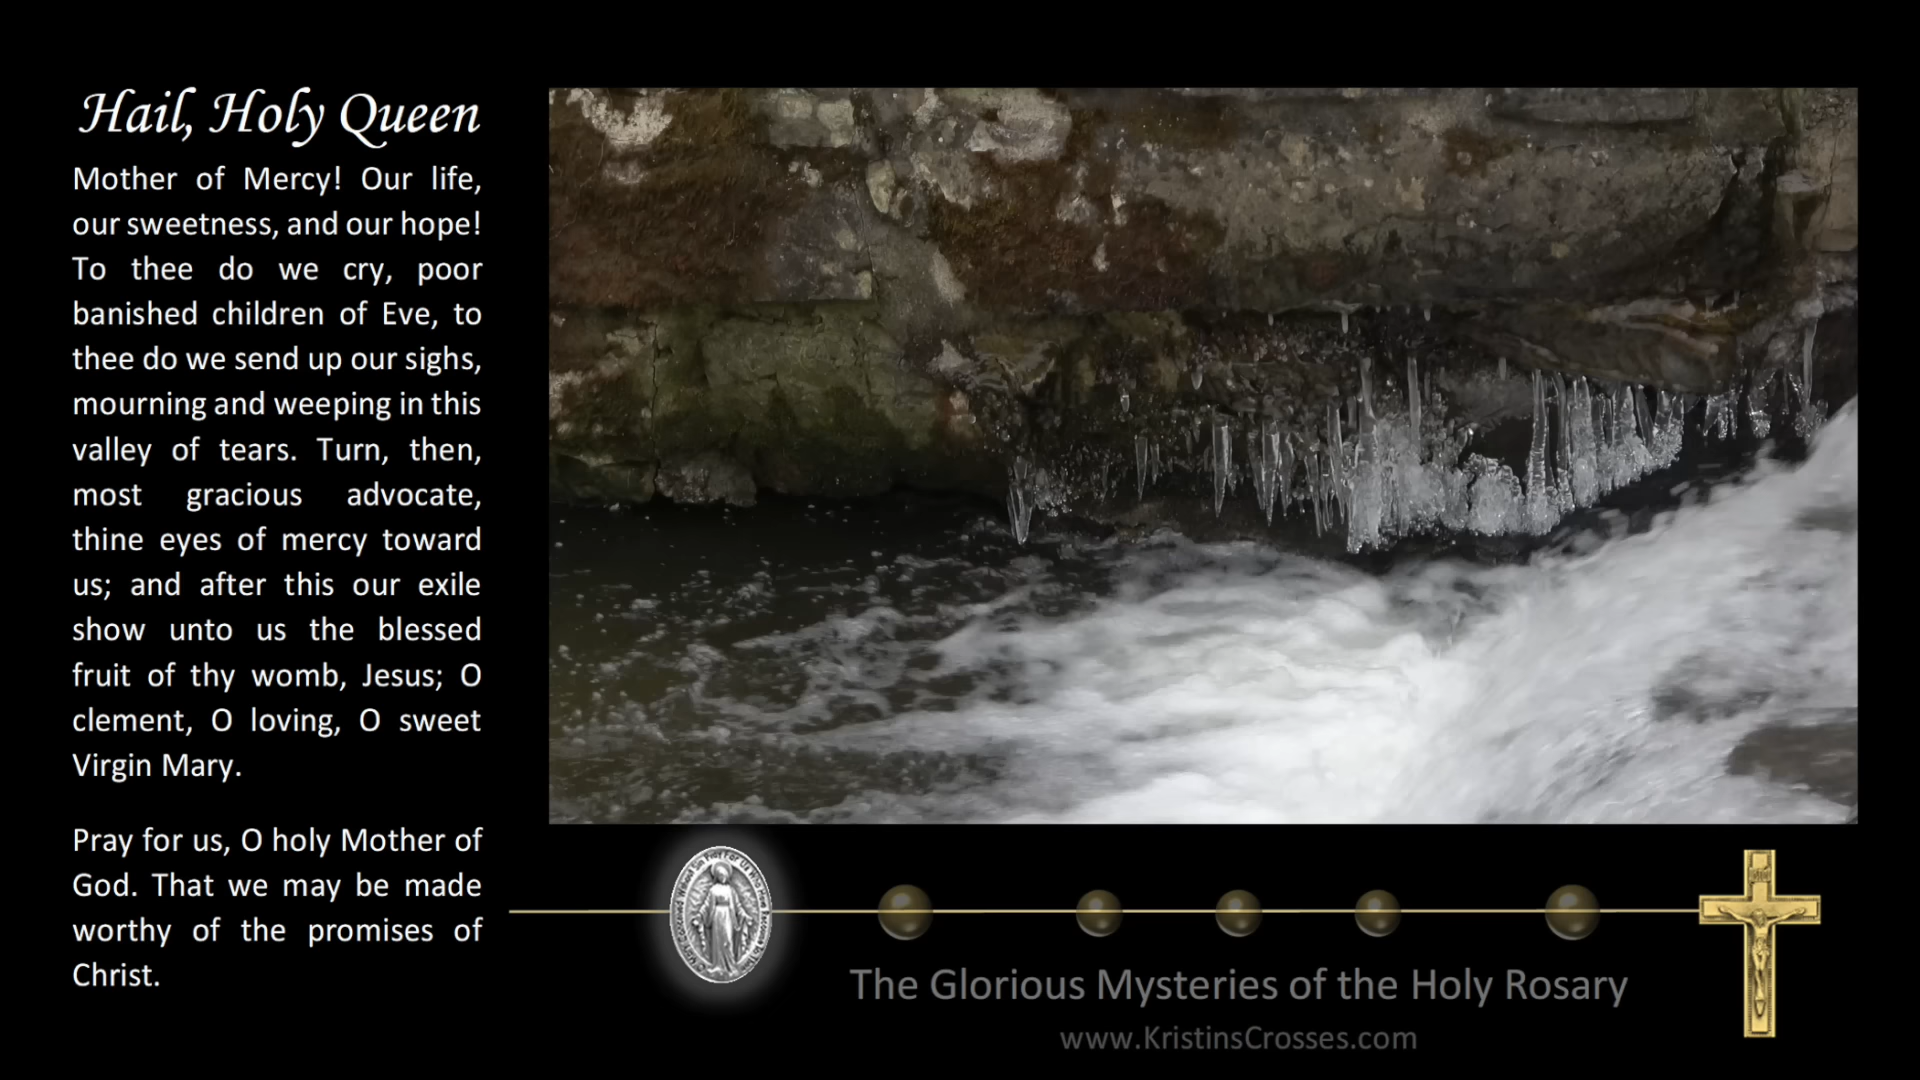 Hail, Holy Queen
Mother of Mercy! Our life,
our sweetness, and our hope!
To thee do we cry, poor
banished children of Eve, to
thee do we send up our sighs,
mourning and weeping in this
valley of tears. Turn, then,
most gracious advocate,
thine eyes of mercy toward
us; and after this our exile
show unto us the blessed
fruit of thy womb, Jesus; O
clement, O loving, O sweet
Virgin Mary.
Pray for us, O holy Mother of
God. That we may be made
worthy of the promises of
Christ.
The Glorious Mysteries of the Holy Rosary
www.KristinsCrosses.com